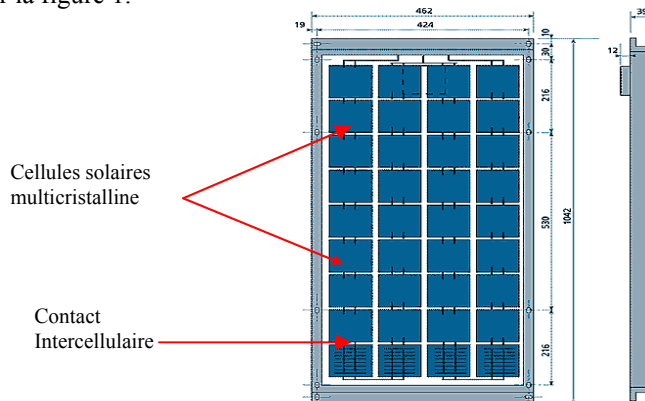 r la figure 1.
462
19
424
39
10
30
12
216
Cellules solaires
multicristalline
530
1042
Contact
Intercellulaire
216